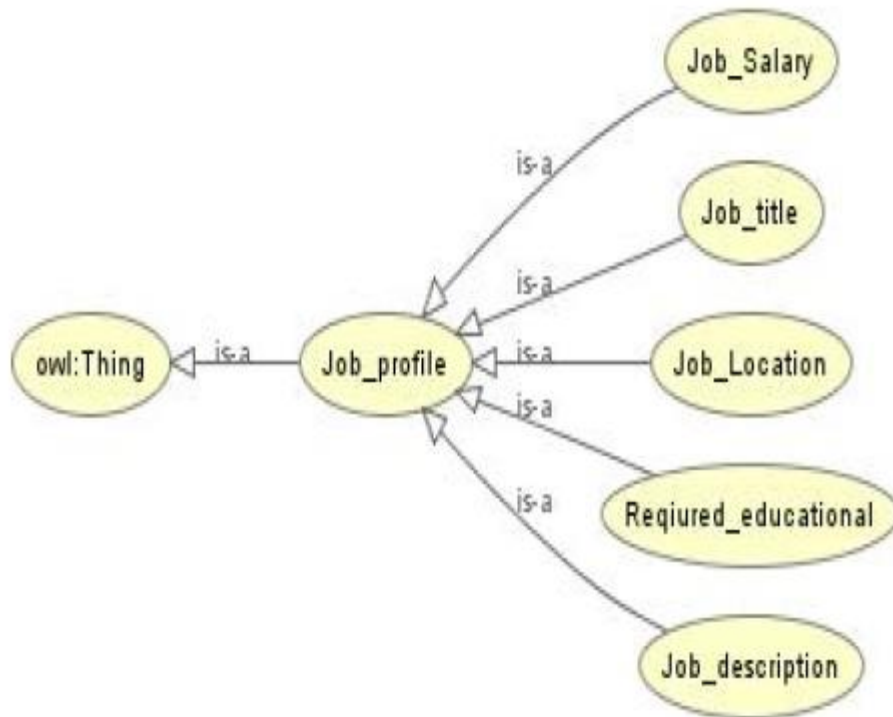 Job_Salary
is-a
Job_title
is-a
owl:Thing
is-a
Job_profile
is-a
Job_Location
is-a
Reqiured_educational
is-a
Job_description